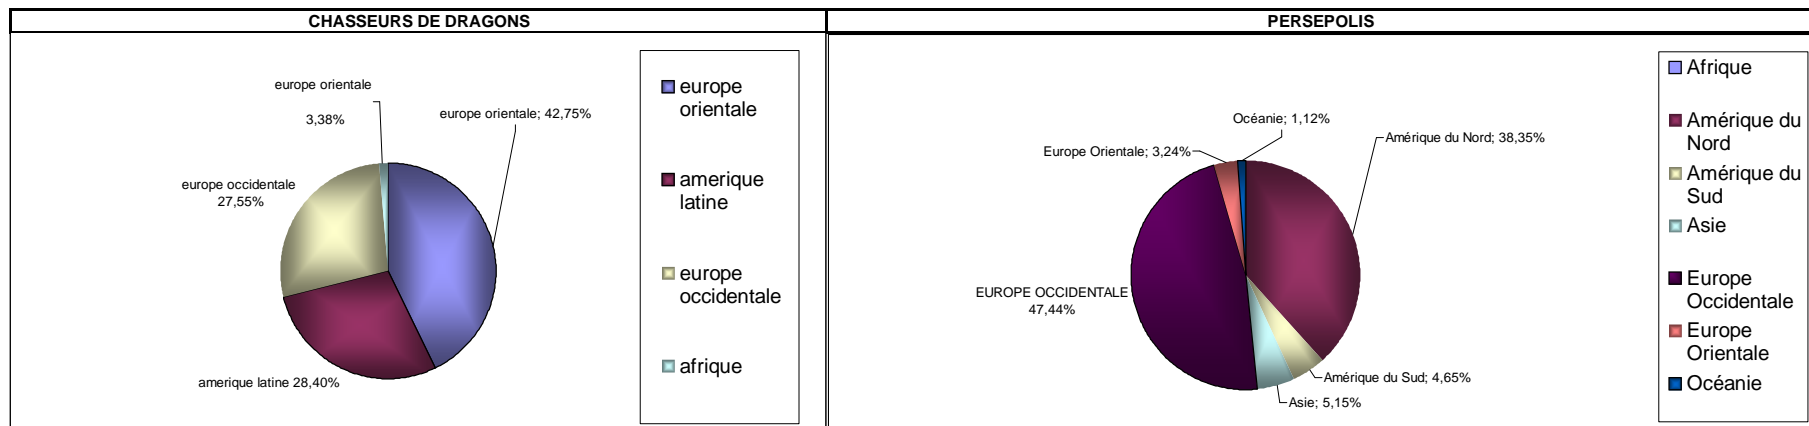 CHASSEURS DE DRAGONS
europe orientale
3,38%
europe orientale; 42,75%
europe occidentale
27,55%
amerique latine 28,40%
europe
orientale
amerique
latine
europe
occidentale
afrique
PERSEPOLIS
Océanie; 1,12%
Europe Orientale; 3,24%
Amérique du Nord; 38,35%
EUROPE OCCIDENTALE
47,44%
Amérique du Sud; 4,65%
Asie; 5,15%
Afrique
Amérique du
Nord
Amérique du
Sud
Asie
Europe
Occidentale
Europe
Orientale
Océanie